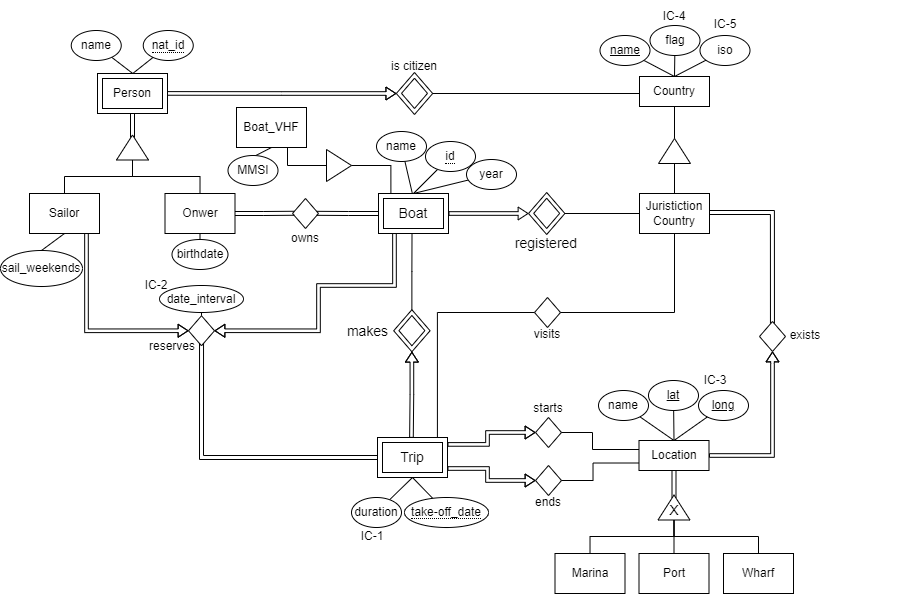 IC-4
IC-5
name
nat_id
name
flag
iso
is citizen
Person
Country
Boat_VHF
name
id
year
MMSI
Sailor
Onwer
owns
Boat
registered
Juristiction
Country
birthdate
sail_weekends
IC-2
date_interval
reserves
makes
visits
exists
IC-3
name
lat
long
starts
Trip
Location
ends
duration
take-off_date
IC-1
X
Marina
Port
Wharf